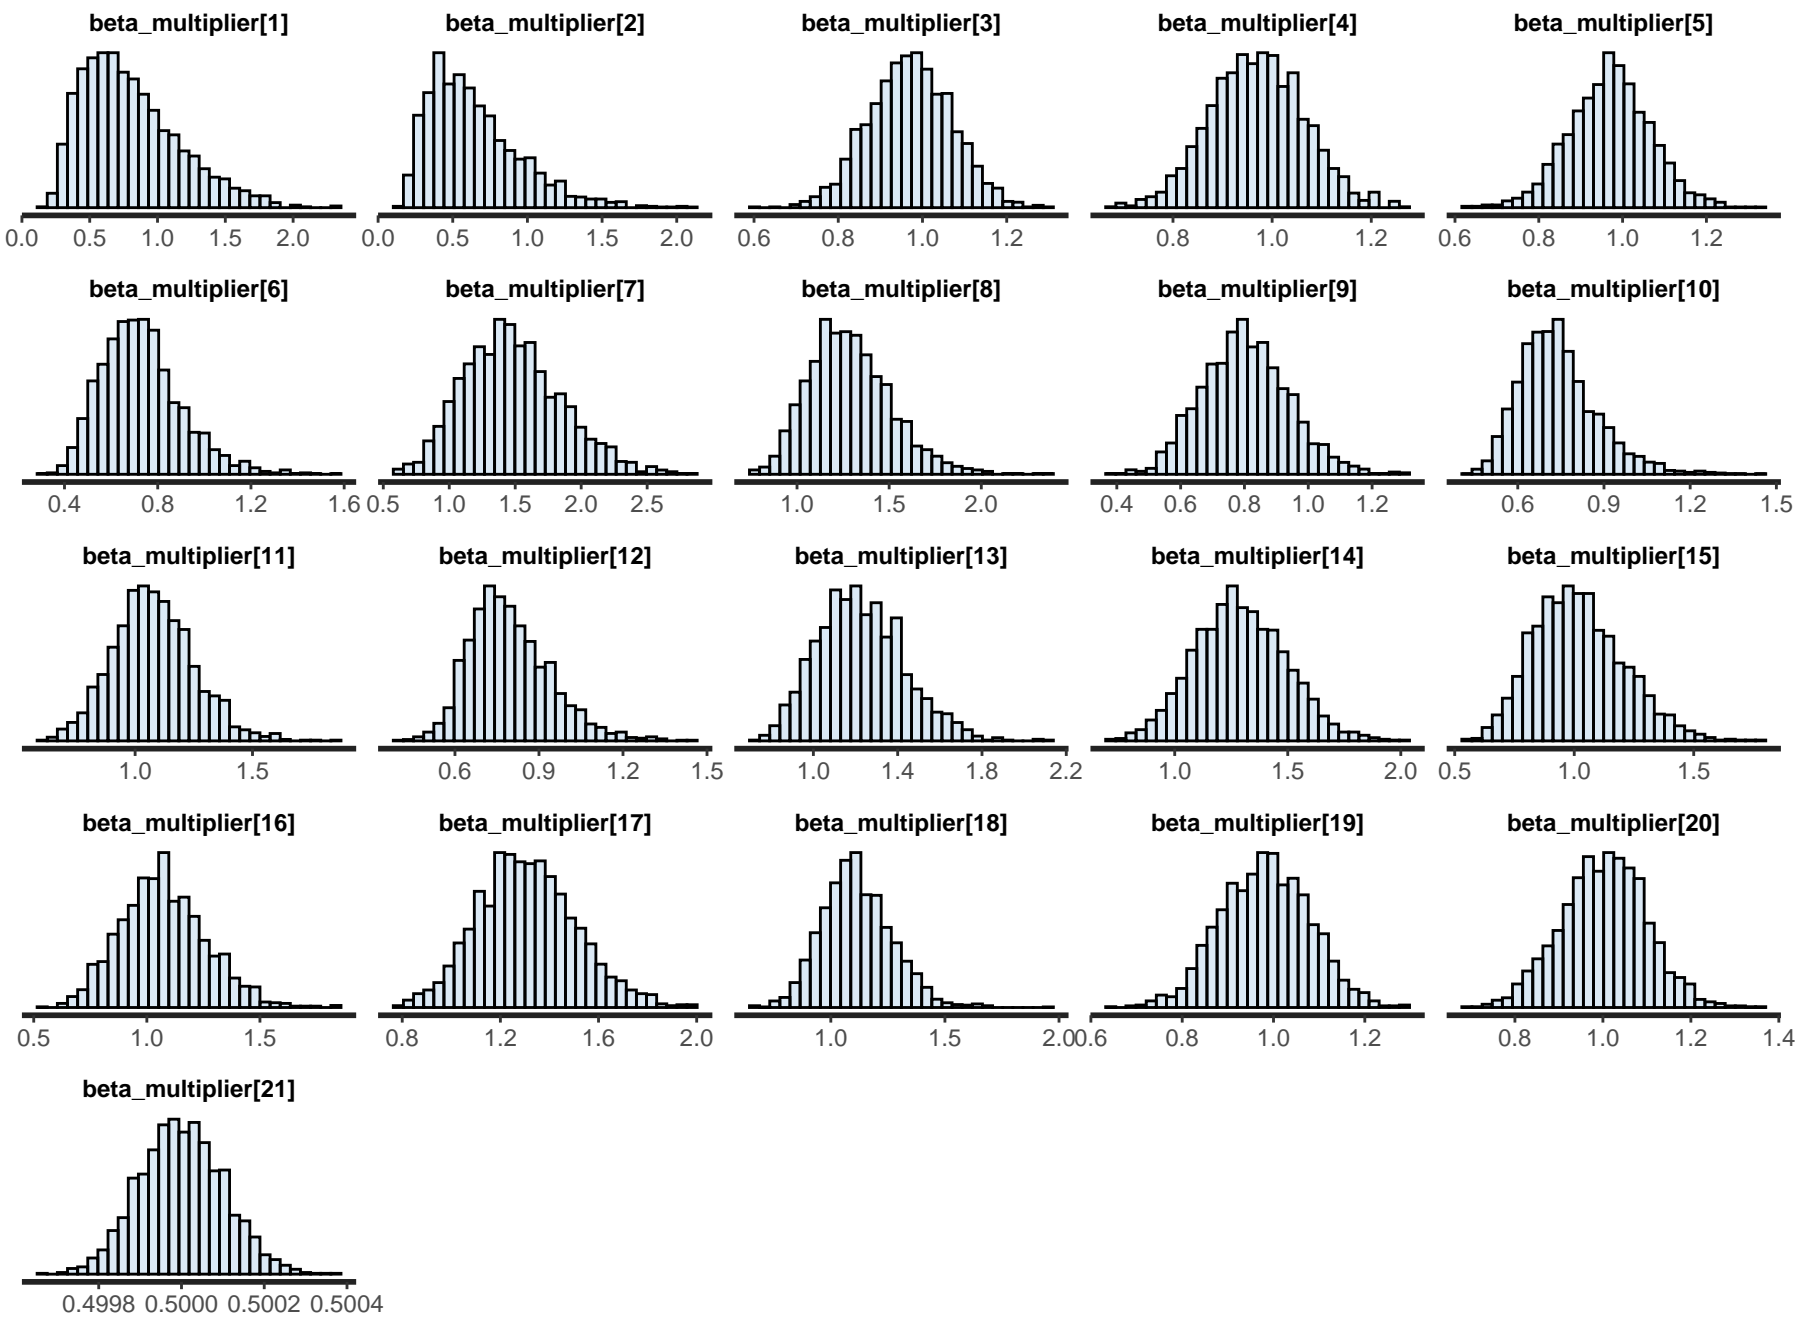 beta_multiplier[1] beta_multiplier[2] beta_multiplier[3] beta_multiplier[4] beta_multiplier[5]
0.0 0.5 1.0 1.5 2.0 0.0 0.5 1.0 1.5 2.0 0.6 0.8 1.0 1.2 0.8 1.0 1.2 0.6 0.8 1.0 1.2
beta_multiplier[6] beta_multiplier[7] beta_multiplier[8] beta_multiplier[9] beta_multiplier[10]
0.4 0.8 1.2 1.6 0.5 1.0 1.5 2.0 2.5 1.0 1.5 2.0 0.4 0.6 0.8 1.0 1.2 0.6 0.9 1.2 1.5
beta_multiplier[11] beta_multiplier[12] beta_multiplier[13] beta_multiplier[14] beta_multiplier[15]
1.0 1.5 0.6 0.9 1.2 1.5 1.0 1.4 1.8 2.2 1.0 1.5 2.0 0.5 1.0 1.5
beta_multiplier[16] beta_multiplier[17] beta_multiplier[18] beta_multiplier[19] beta_multiplier[20]
0.5 1.0 1.5 0.8 1.2 1.6 2.0 1.0 1.5 2.0 0.6 0.8 1.0 1.2 0.8 1.0 1.2 1.4
beta_multiplier[21]
0.4998 0.5000 0.5002 0.5004